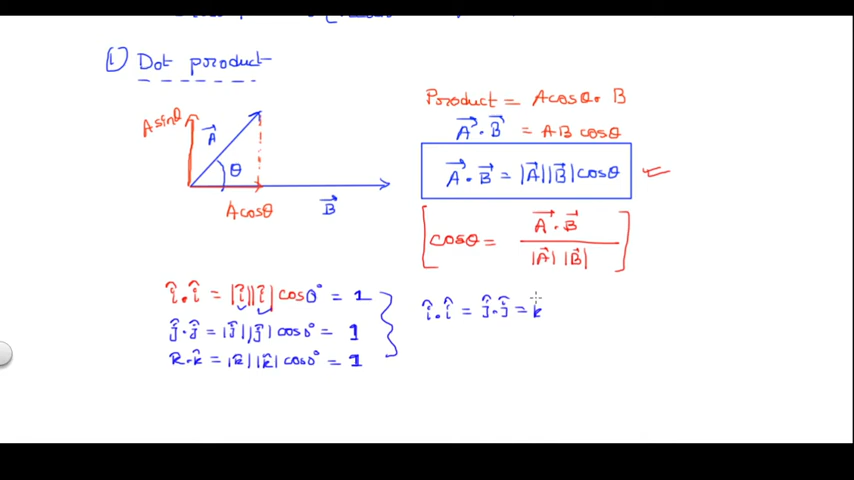 ① Dot product
A sinθ
A⃗
θ
A cosθ
B⃗
Product = A cosθ · B
A⃗ · B⃗ = AB cosθ
A⃗ · B⃗ = |A⃗||B⃗| cosθ
[cosθ = A⃗ · B⃗ / |A⃗| |B⃗|]
î · î = |î||î| cos0° = 1
ĵ · ĵ = |ĵ||ĵ| cos0° = 1
k · k̂ = |k̂||k̂| cos0° = 1
î · î = ĵ · ĵ = k